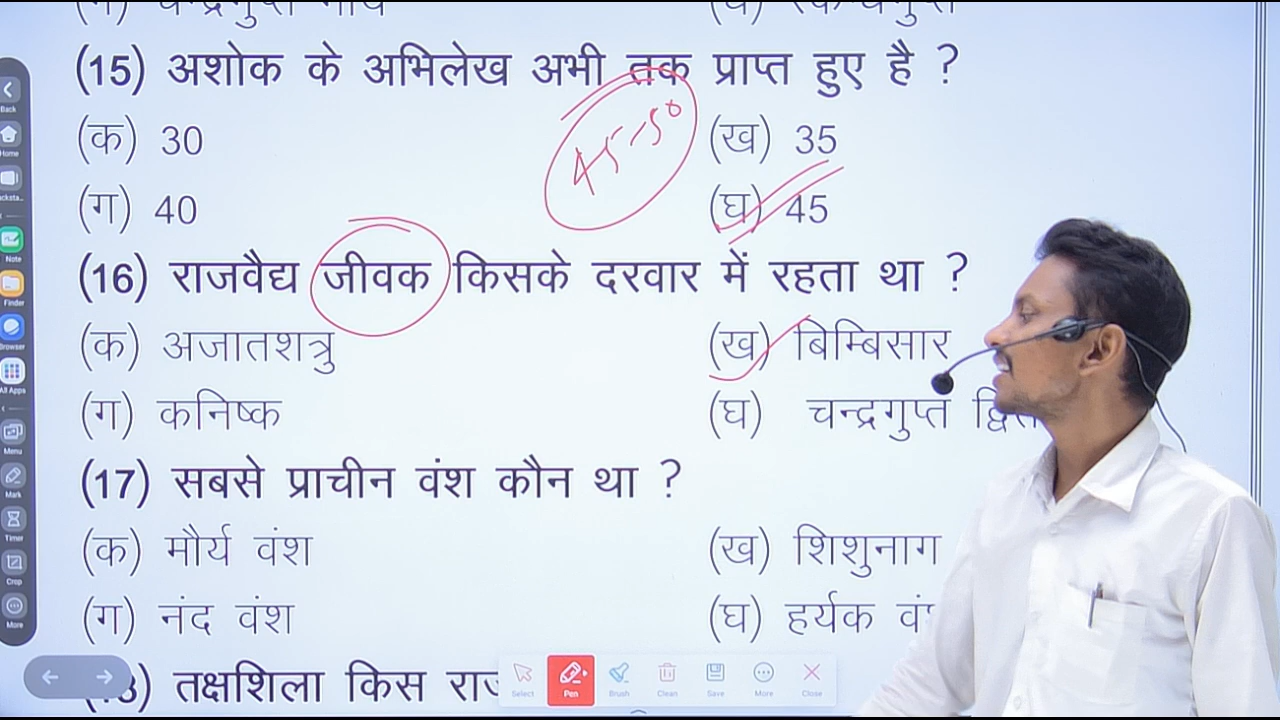 (15) अशोक के अभिलेख अभी तक प्राप्त हुए है ?
(क) 30 (ख) 35
45-50
(ग) 40 (घ) 45
(16) राजवैद्य जीवक किसके दरवार में रहता था ?
(क) अजातशत्रु (ख) बिम्बिसार
(ग) कनिष्क (घ) चन्द्रगुप्त
(17) सबसे प्राचीन वंश कौन था ?
(क) मौर्य वंश (ख) शिशुनाग
(ग) नंद वंश (घ) हर्यक
तक्षशिला किस
Back
Home
Note
Finder
Browser
All Apps
Menu
Mark
Timer
Crop
More
Select Pen Brush Clean Save More Close